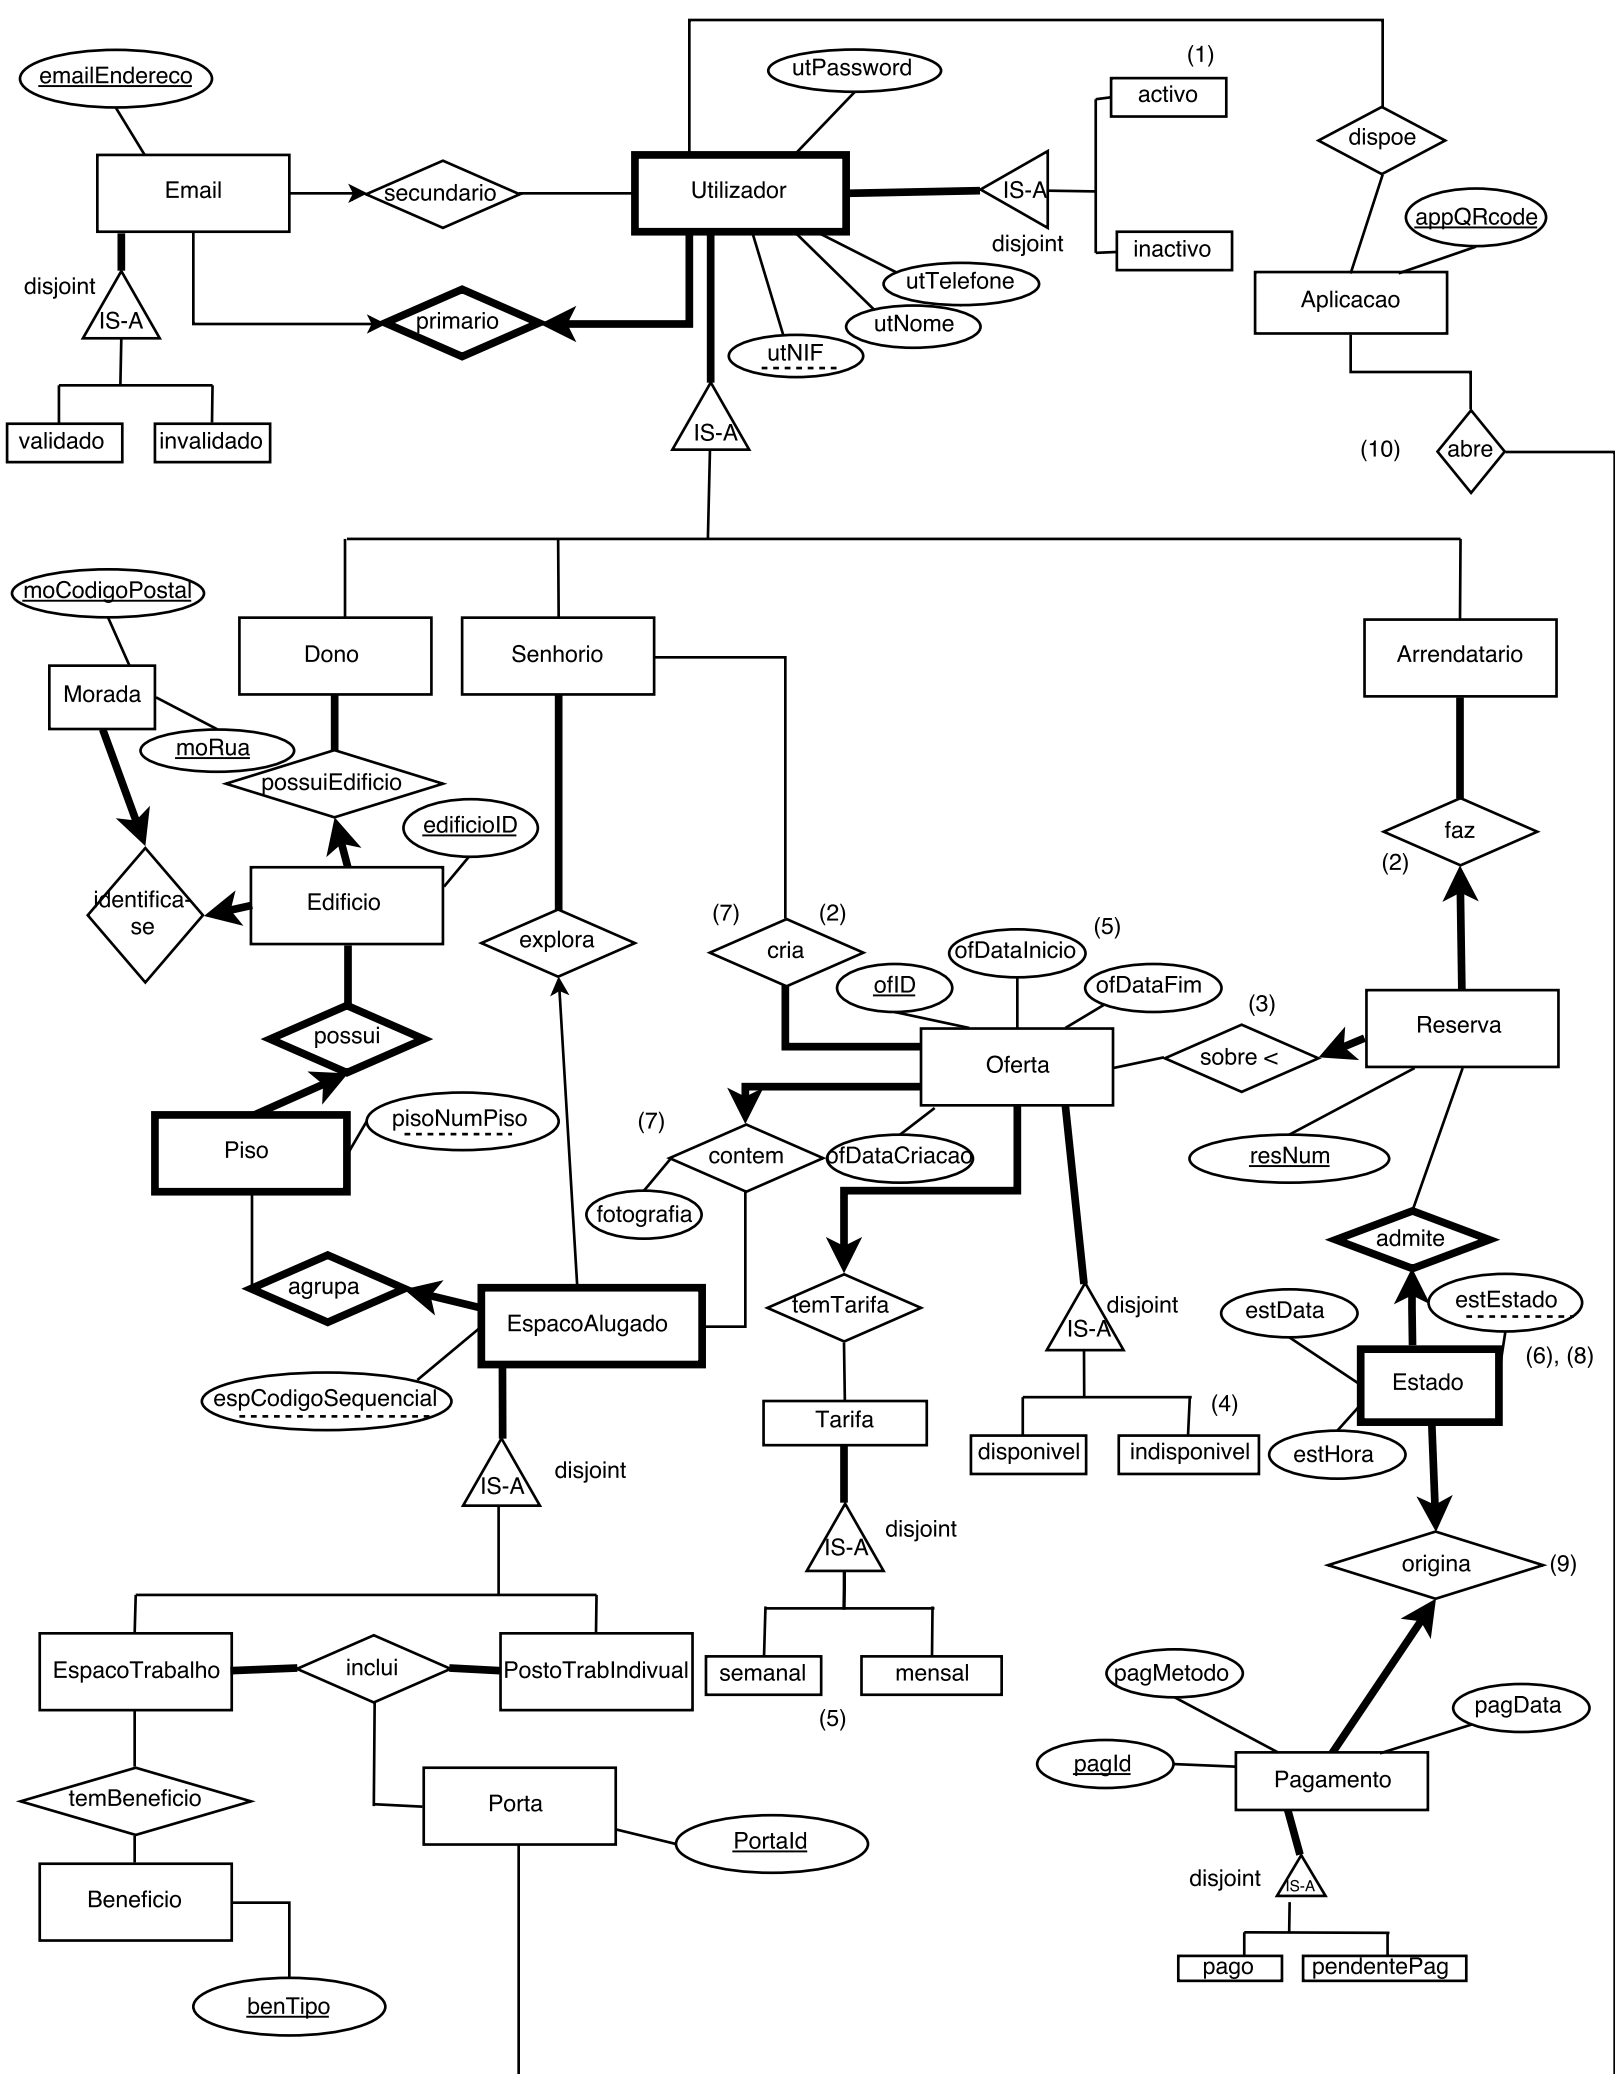 (1)
emailEndereco
utPassword
activo
dispoe
Email
secundario
Utilizador
IS-A
appQRcode
disjoint
inactivo
disjoint
utTelefone
Aplicacao
IS-A
primario
utNome
utNIF
validado
invalidado
IS-A
(10)
abre
moCodigoPostal
Dono
Senhorio
Arrendatario
Morada
moRua
possuiEdificio
edificioID
faz
(2)
identifica-
se
Edificio
explora
(7)
(2)
cria
(5)
ofDataInicio
ofID
ofDataFim
(3)
Reserva
possui
Oferta
sobre <
pisoNumPiso
(7)
Piso
contem
ofDataCriacao
resNum
fotografia
admite
agrupa
EspacoAlugado
temTarifa
disjoint
IS-A
estData
estEstado
(6), (8)
Estado
espCodigoSequencial
Tarifa
(4)
disponivel
indisponivel
estHora
IS-A
disjoint
IS-A
disjoint
origina
(9)
EspacoTrabalho
inclui
PostoTrabIndivual
semanal
mensal
(5)
pagMetodo
pagData
pagId
Pagamento
temBeneficio
Porta
PortaId
disjoint
IS-A
Beneficio
pago
pendentePag
benTipo